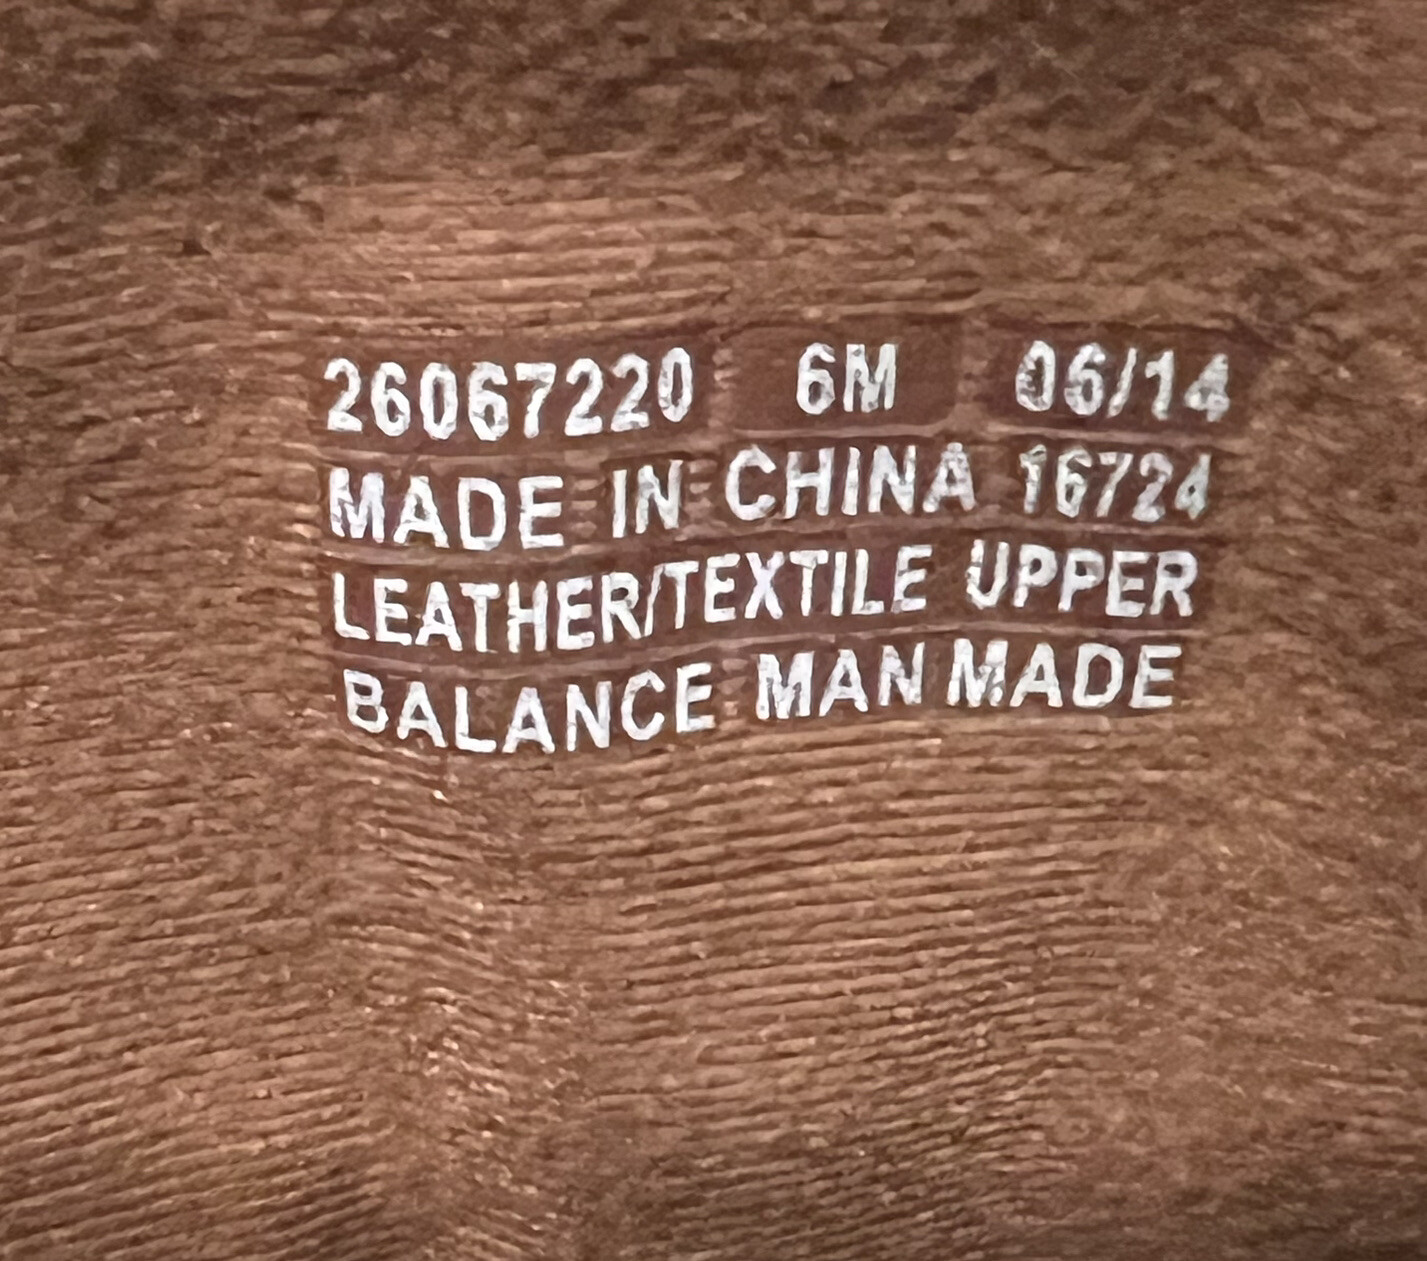 26067220 6M 06/14
MADE IN CHINA 16724
LEATHER/TEXTILE UPPER
BALANCE MAN MADE